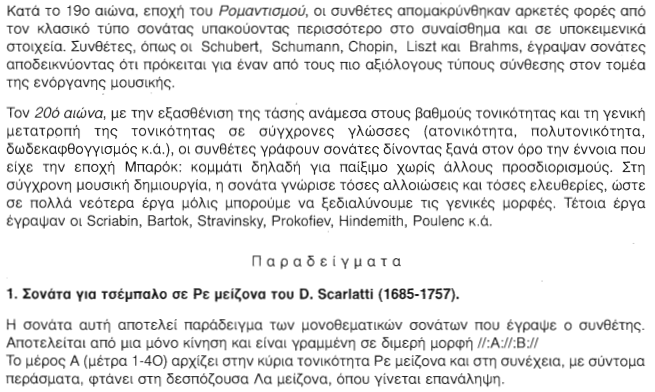 Κατά το 19ο αιώνα, εποχή του Ρομαντισμού, οι συνθέτες απομακρύνθηκαν αρκετές φορές από
τον κλασικό τύπο σονάτας υπακούοντας περισσότερο στο συναίσθημα και σε υποκειμενικά
στοιχεία. Συνθέτες, όπως οι Schubert, Schumann, Chopin, Liszt και Brahms, έγραψαν σονάτες
αποδεικνύοντας ότι πρόκειται για έναν από τους πιο αξιόλογους τύπους σύνθεσης στον τομέα
της ενόργανης μουσικής.
Τον 20ό αιώνα, με την εξασθένιση της τάσης ανάμεσα στους βαθμούς τονικότητας και τη γενική
μετατροπή της τονικότητας σε σύγχρονες γλώσσες (ατονικότητα, πολυτονικότητα,
δωδεκαφθογγισμός κ.ά.), οι συνθέτες γράφουν σονάτες δίνοντας ξανά στον όρο την έννοια που
είχε την εποχή Μπαρόκ: κομμάτι δηλαδή για παίξιμο χωρίς άλλους προσδιορισμούς. Στη
σύγχρονη μουσική δημιουργία, η σονάτα γνώρισε τόσες αλλοιώσεις και τόσες ελευθερίες, ώστε
σε πολλά νεότερα έργα μόλις μπορούμε να ξεδιαλύνουμε τις γενικές μορφές. Τέτοια έργα
έγραψαν οι Scriabin, Bartok, Stravinsky, Prokofiev, Hindemith, Poulenc κ.ά.
Παραδείγματα
1. Σονάτα για τσέμπαλο σε Ρε μείζονα του D. Scarlatti (1685-1757).
Η σονάτα αυτή αποτελεί παράδειγμα των μονοθεματικών σονάτων που έγραψε ο συνθέτης.
Αποτελείται από μια μόνο κίνηση και είναι γραμμένη σε διμερή μορφή //:A://:B://
Το μέρος Α (μέτρα 1-4Ο) αρχίζει στην κύρια τονικότητα Ρε μείζονα και στη συνέχεια, με σύντομα
περάσματα, φτάνει στη δεσπόζουσα Λα μείζονα, όπου γίνεται επανάληψη.